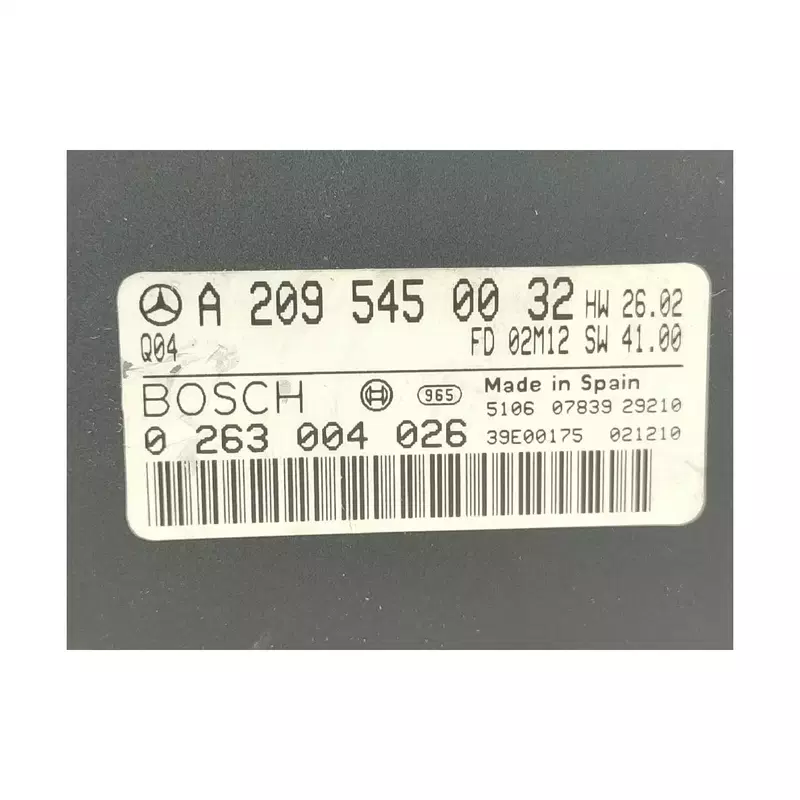 A 209 545 00 32 HW 26.02
Q04 FD 02M12 SW 41.00
BOSCH 965 Made in Spain
5106 07839 29210
0 263 004 026 39E00175 021210